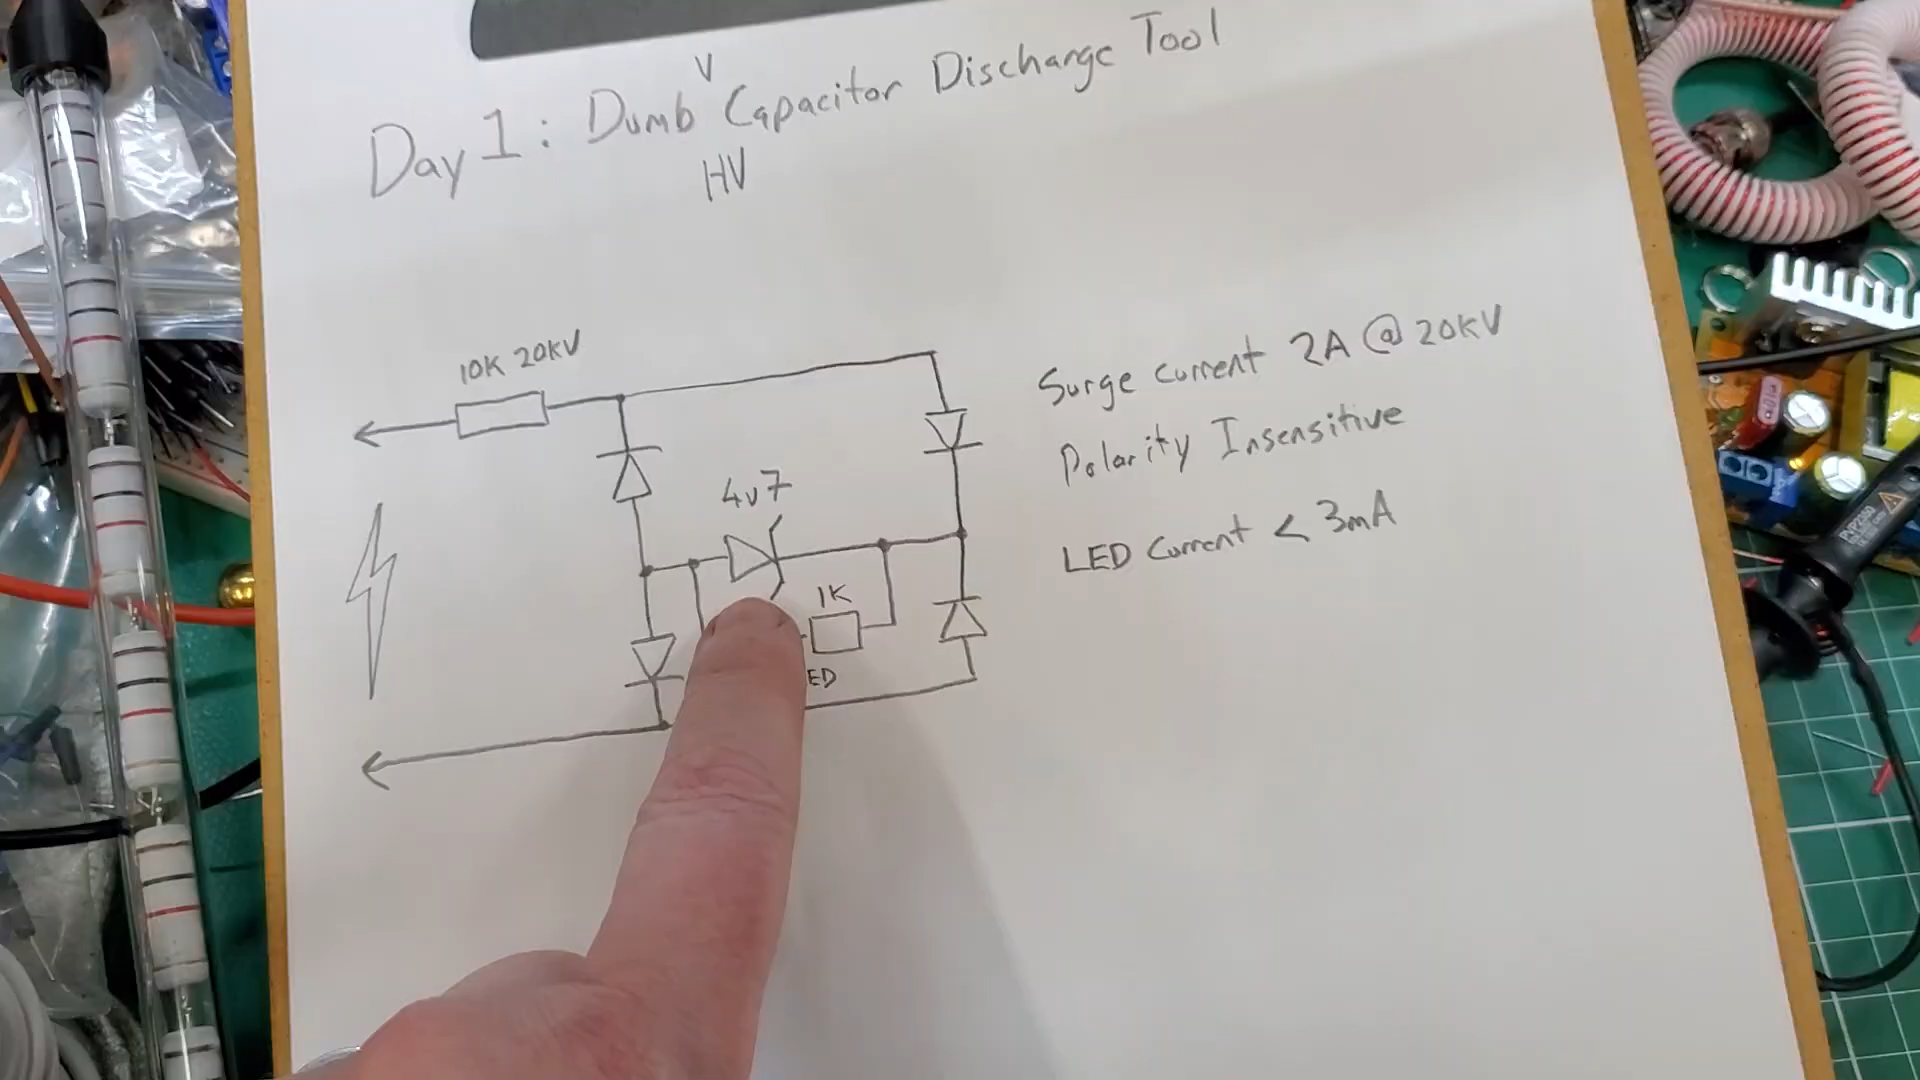 Day 1: Dumb V Capacitor Discharge Tool
HV
10K 20KV
4v7
1K
ED
Surge current 2A @ 20KV
Polarity Insensitive
LED Current < 3mA